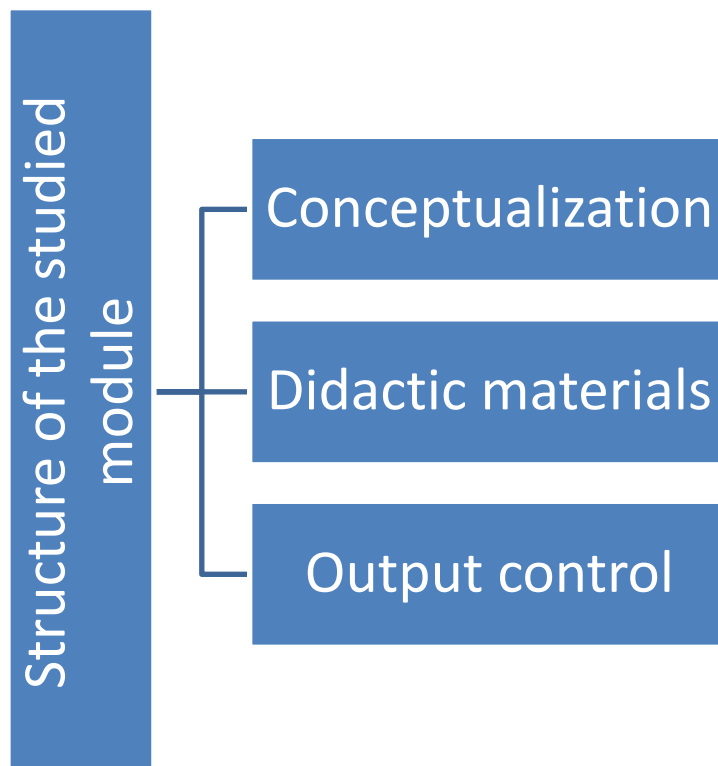 Structure of the studied
module
Conceptualization
Didactic materials
Output control